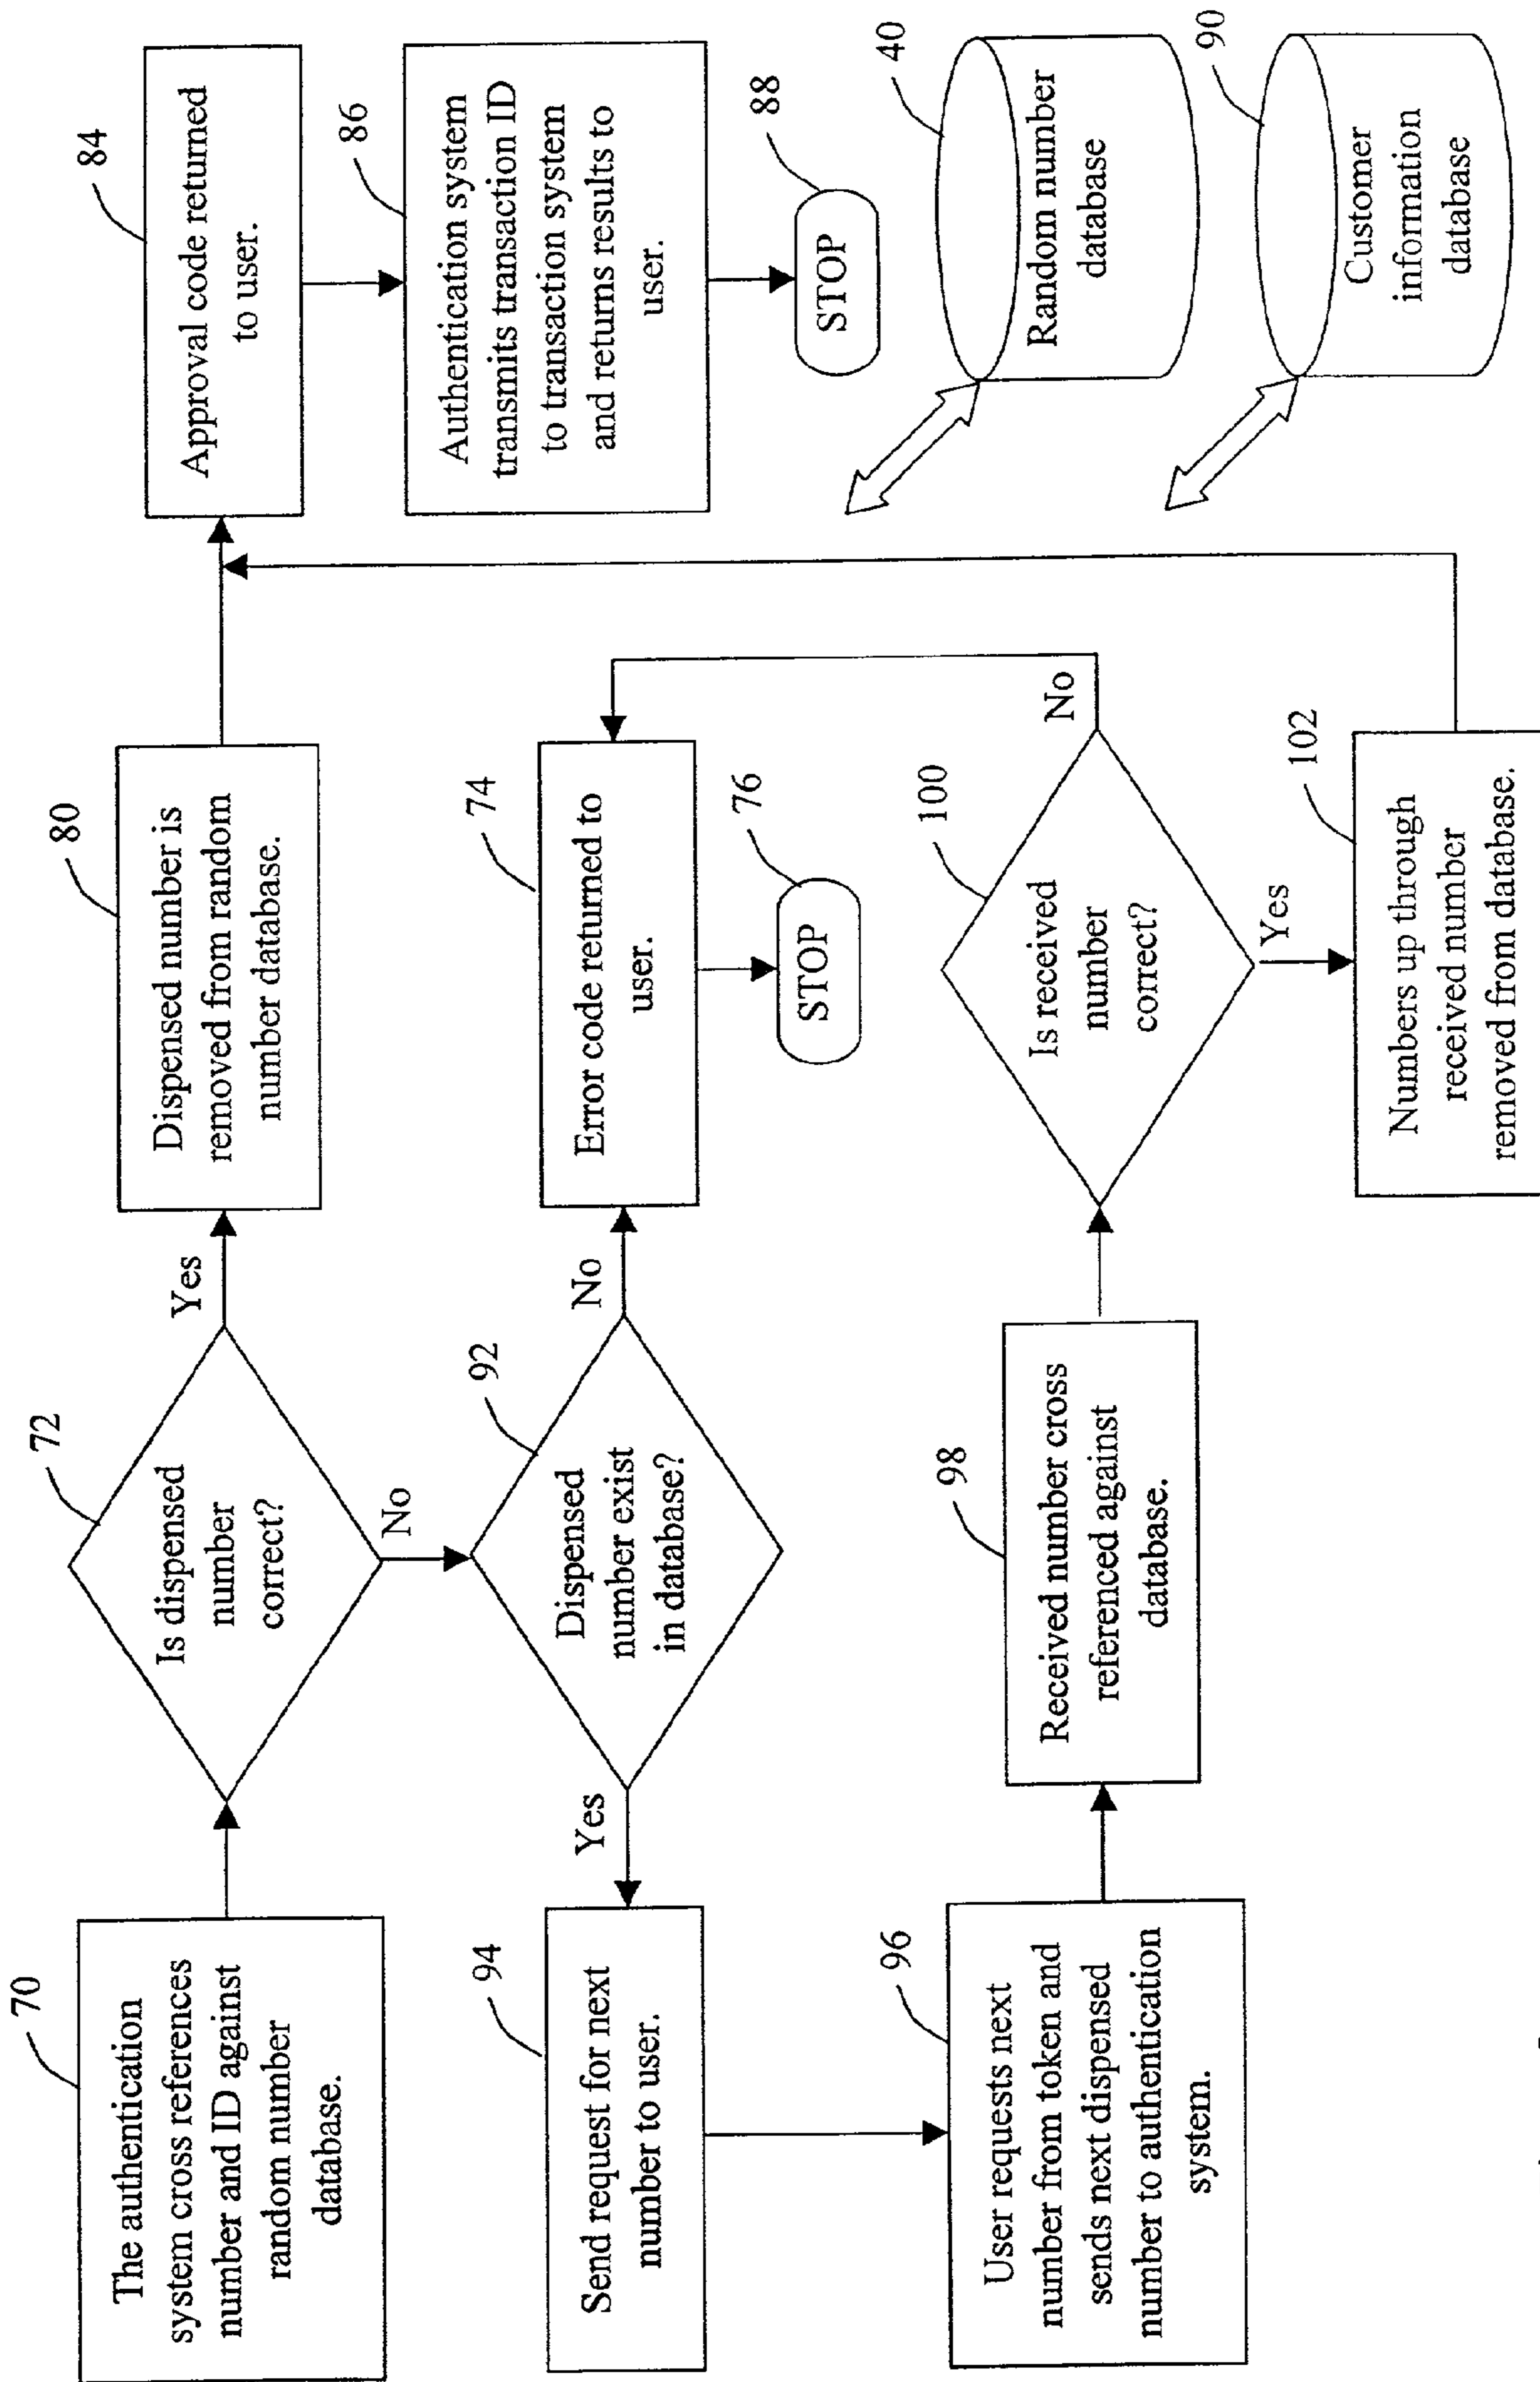 70
The authentication
system cross references
number and ID against
random number
database.
72
Is dispensed
number
correct?
Yes
No
80
Dispensed number is
removed from random
number database.
84
Approval code returned
to user.
86
Authentication system
transmits transaction ID
to transaction system
and returns results to
user.
88
STOP
94
Send request for next
number to user.
Yes
92
Dispensed
number exist
in database?
No
74
Error code returned to
user.
76
STOP
96
User requests next
number from token and
sends next dispensed
number to authentication
system.
98
Received number cross
referenced against
database.
100
Is received
number
correct?
No
Yes
102
Numbers up through
received number
removed from database.
40
Random number
database
90
Customer
information
database